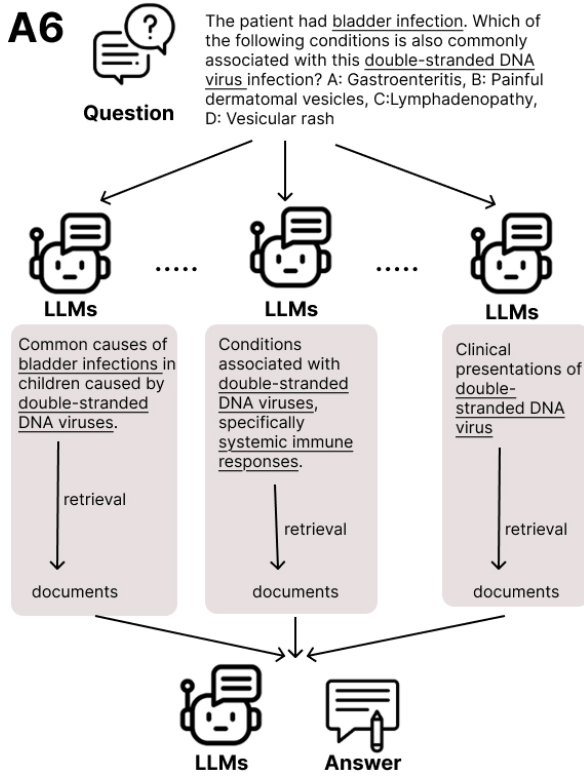 A6
The patient had bladder infection. Which of
the following conditions is also commonly
associated with this double-stranded DNA
virus infection? A: Gastroenteritis, B: Painful
dermatomal vesicles, C:Lymphadenopathy,
D: Vesicular rash
?
Question
.....
.....
LLMs
LLMs
LLMs
Common causes of
bladder infections in
children caused by
double-stranded
DNA viruses.
retrieval
documents
Conditions
associated with
double-stranded
DNA viruses,
specifically
systemic immune
responses.
retrieval
documents
Clinical
presentations of
double-
stranded DNA
virus
retrieval
documents
LLMs
Answer